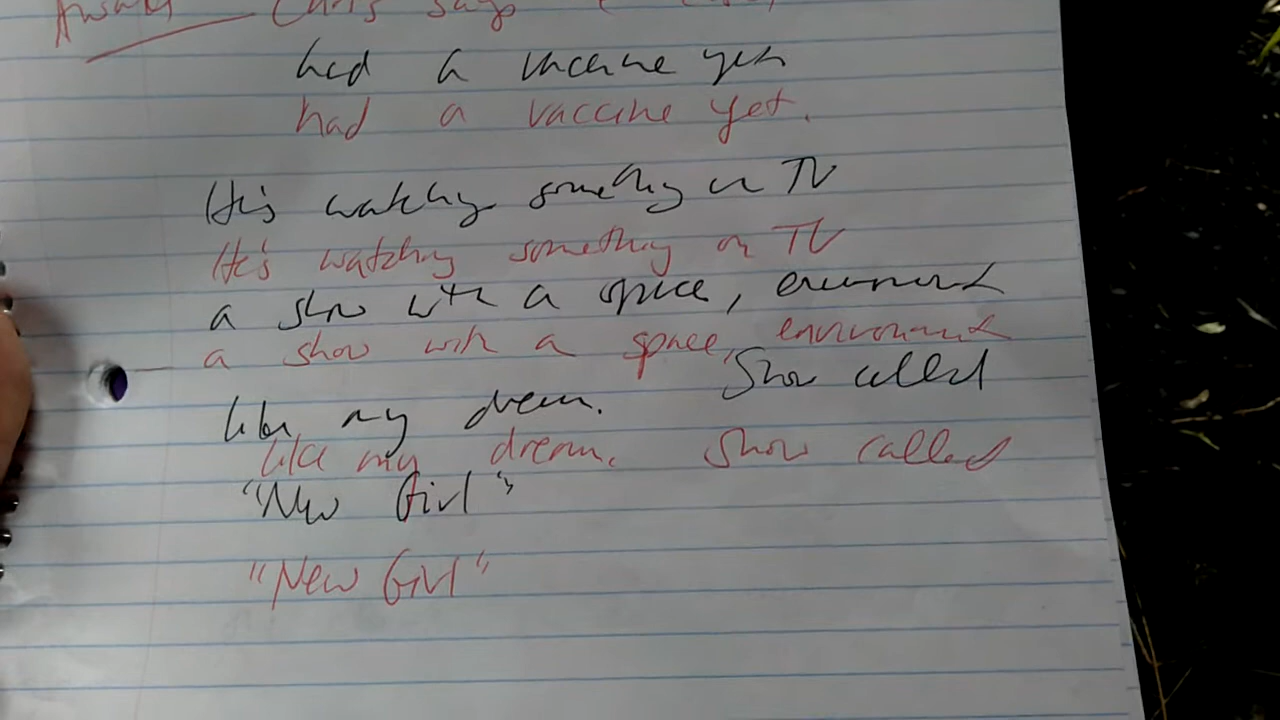 Chris says
had a vaccine yet
had a vaccine yet.
He's watching something on TV
He's watching something on TV
a show with a space, environment
a show with a space, environment
like my dream. Show called
like my dream. Show called
"New Girl"
"New Girl"